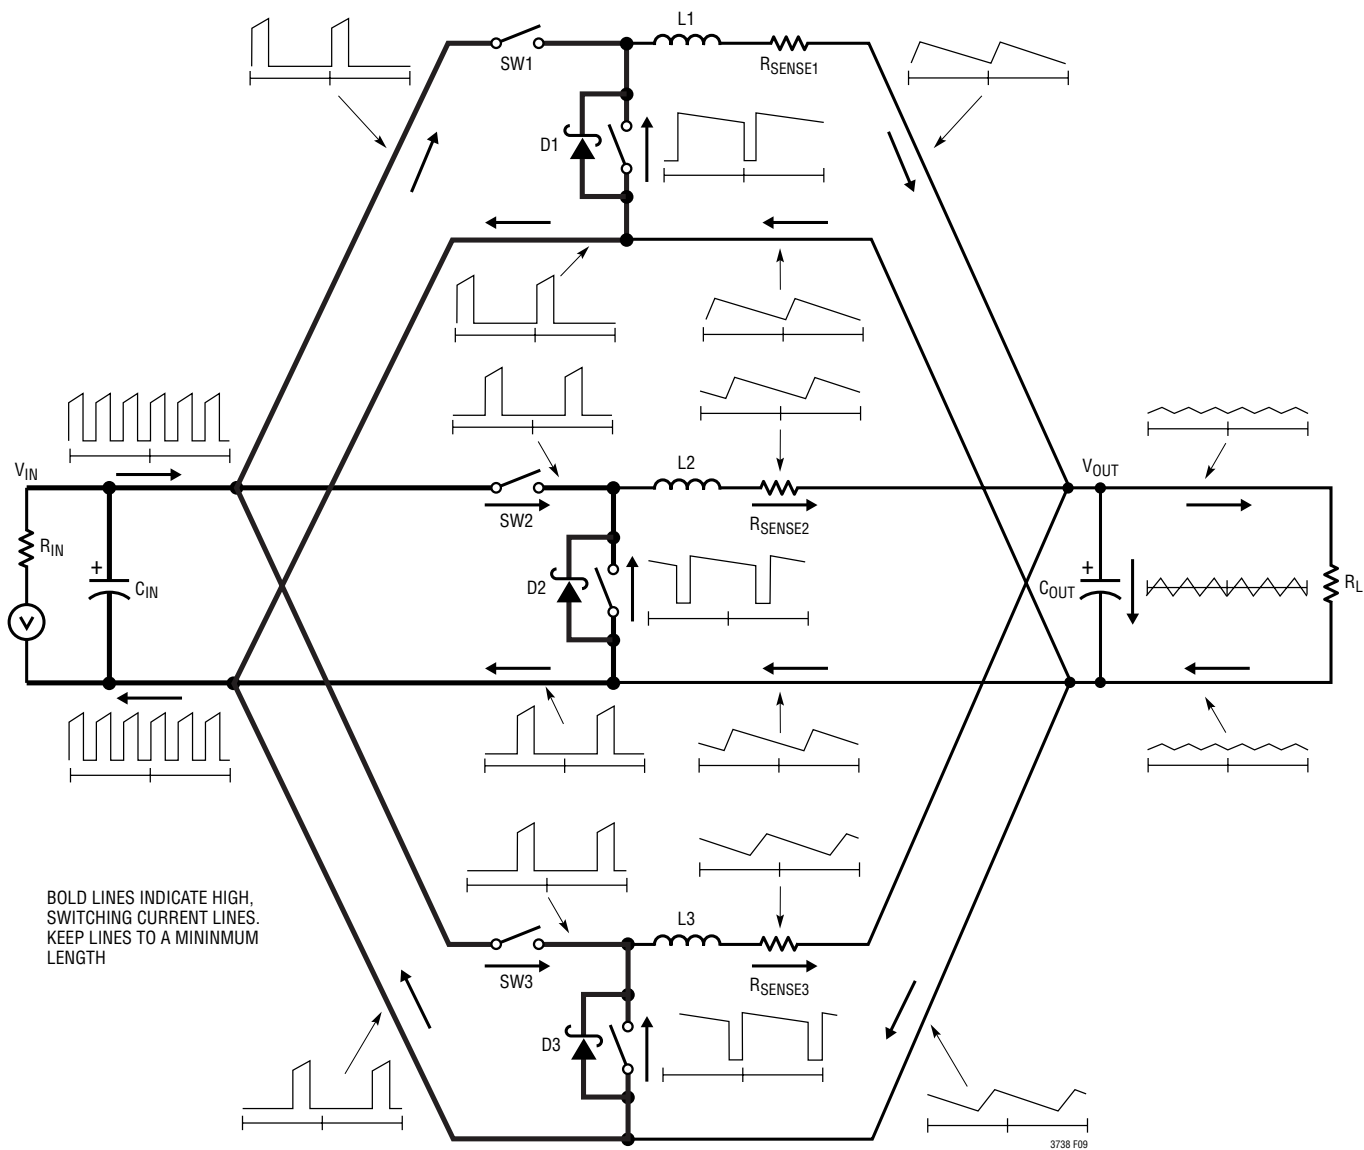 L1
SW1
RSENSE1
D1
VIN
L2
VOUT
SW2
RSENSE2
RIN
+
CIN
D2
+
COUT
RL
V
BOLD LINES INDICATE HIGH,
SWITCHING CURRENT LINES.
KEEP LINES TO A MININMUM
LENGTH
L3
SW3
RSENSE3
D3
3738 F09